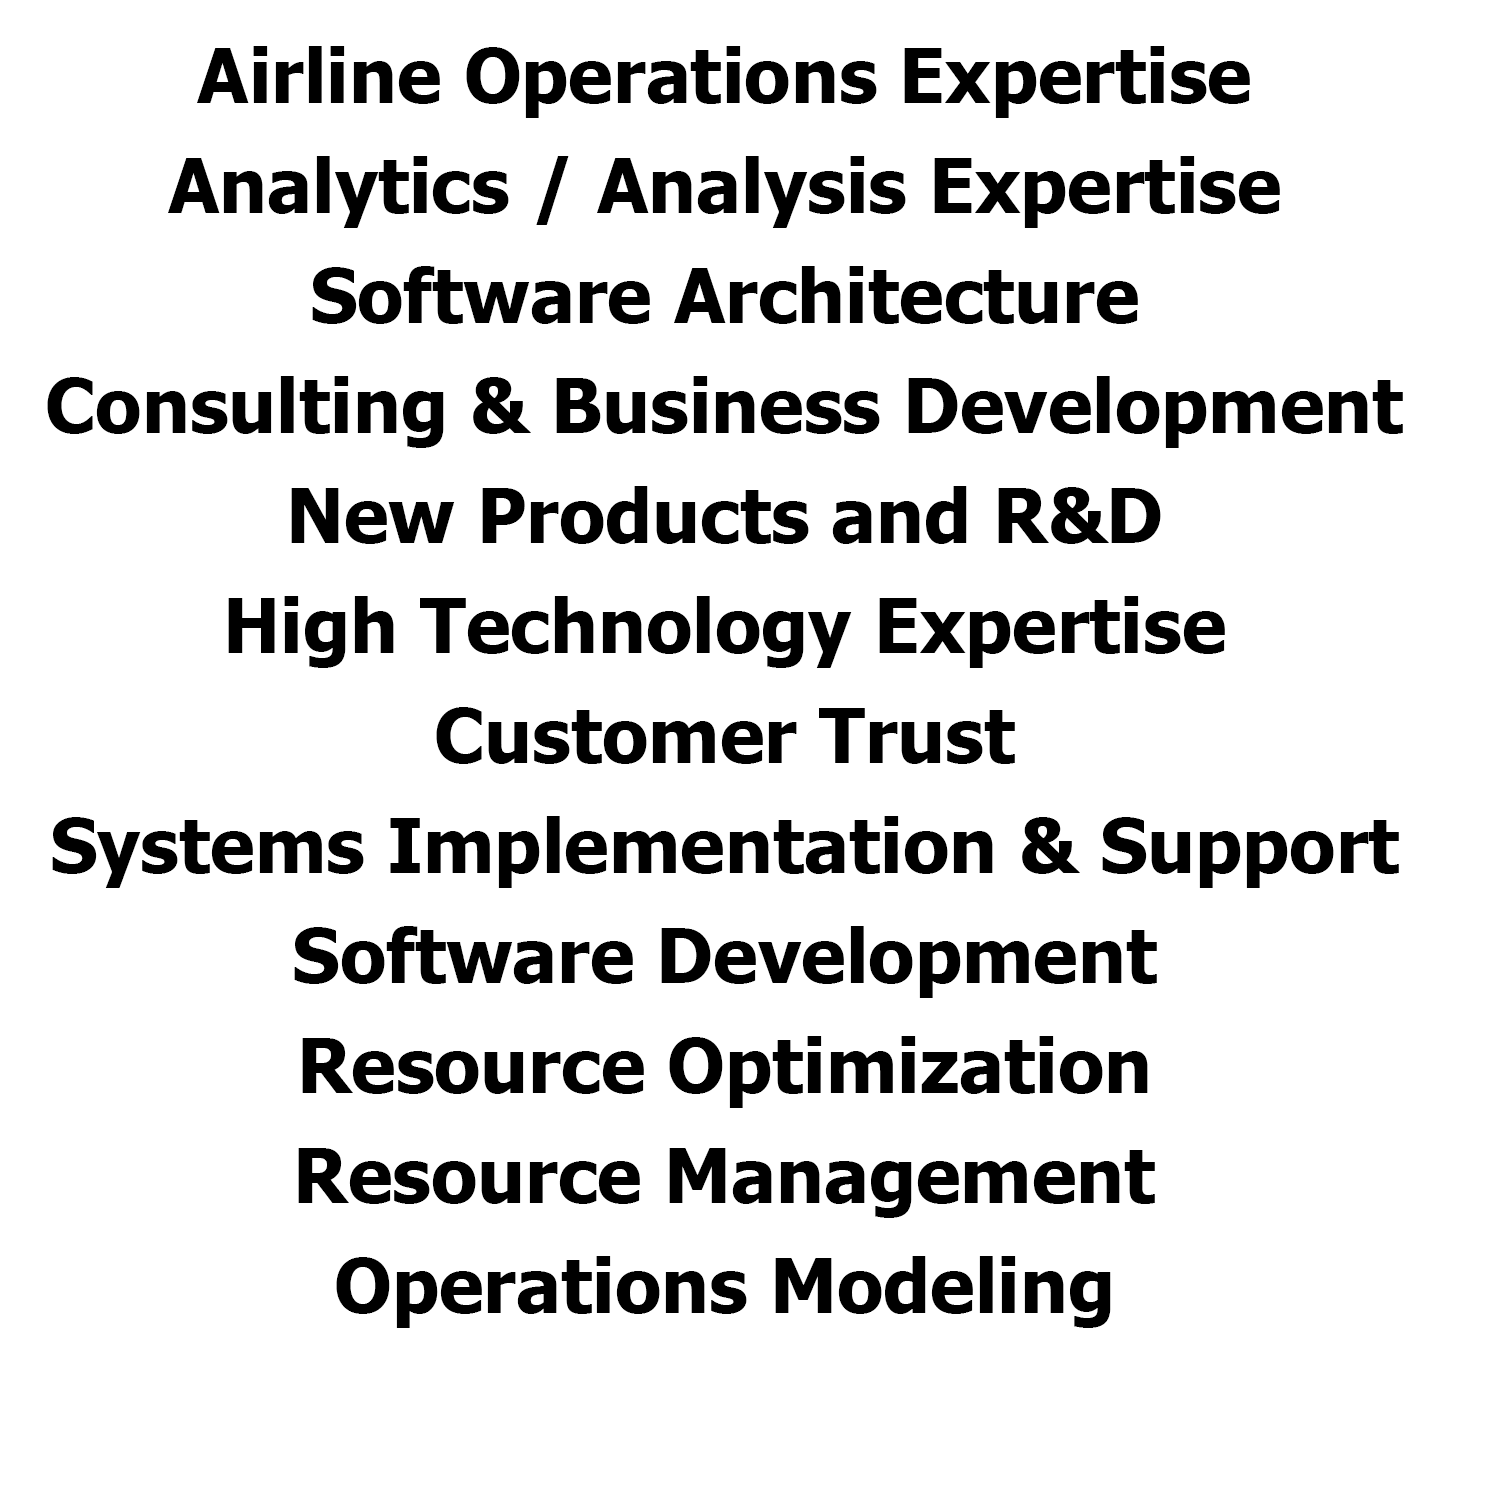 Airline Operations Expertise
Analytics / Analysis Expertise
Software Architecture
Consulting & Business Development
New Products and R&D
High Technology Expertise
Customer Trust
Systems Implementation & Support
Software Development
Resource Optimization
Resource Management
Operations Modeling